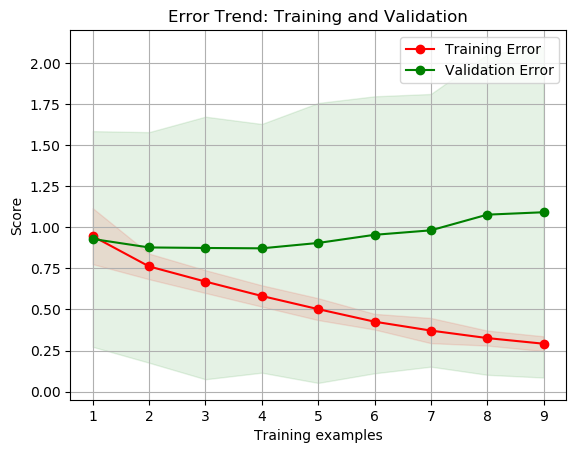 Error Trend: Training and Validation
Training Error
Validation Error
2.00
1.75
1.50
1.25
1.00
0.75
0.50
0.25
0.00
Score
1 2 3 4 5 6 7 8 9
Training examples